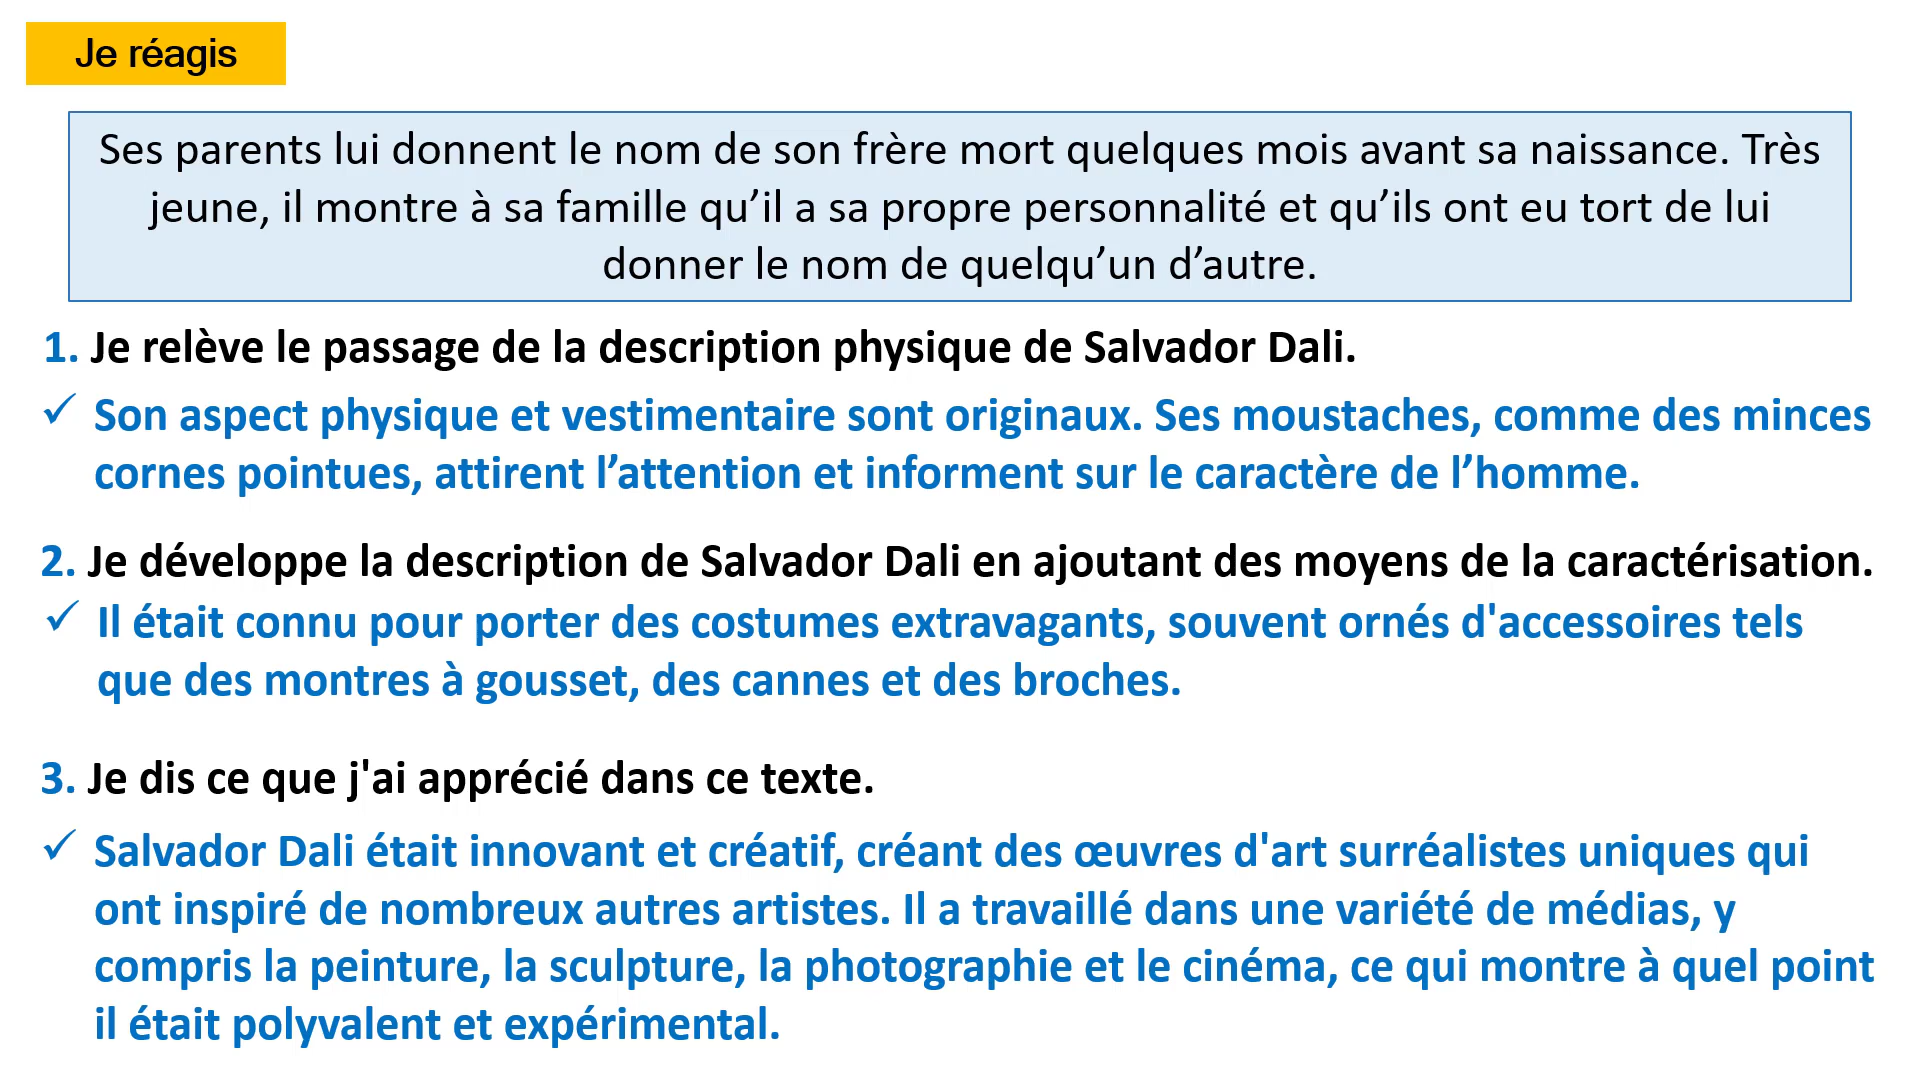 Je réagis
Ses parents lui donnent le nom de son frère mort quelques mois avant sa naissance. Très
jeune, il montre à sa famille qu’il a sa propre personnalité et qu’ils ont eu tort de lui
donner le nom de quelqu’un d’autre.
1. Je relève le passage de la description physique de Salvador Dali.
✓ Son aspect physique et vestimentaire sont originaux. Ses moustaches, comme des minces
cornes pointues, attirent l’attention et informent sur le caractère de l’homme.
2. Je développe la description de Salvador Dali en ajoutant des moyens de la caractérisation.
✓ Il était connu pour porter des costumes extravagants, souvent ornés d'accessoires tels
que des montres à gousset, des cannes et des broches.
3. Je dis ce que j'ai apprécié dans ce texte.
✓ Salvador Dali était innovant et créatif, créant des œuvres d'art surréalistes uniques qui
ont inspiré de nombreux autres artistes. Il a travaillé dans une variété de médias, y
compris la peinture, la sculpture, la photographie et le cinéma, ce qui montre à quel point
il était polyvalent et expérimental.